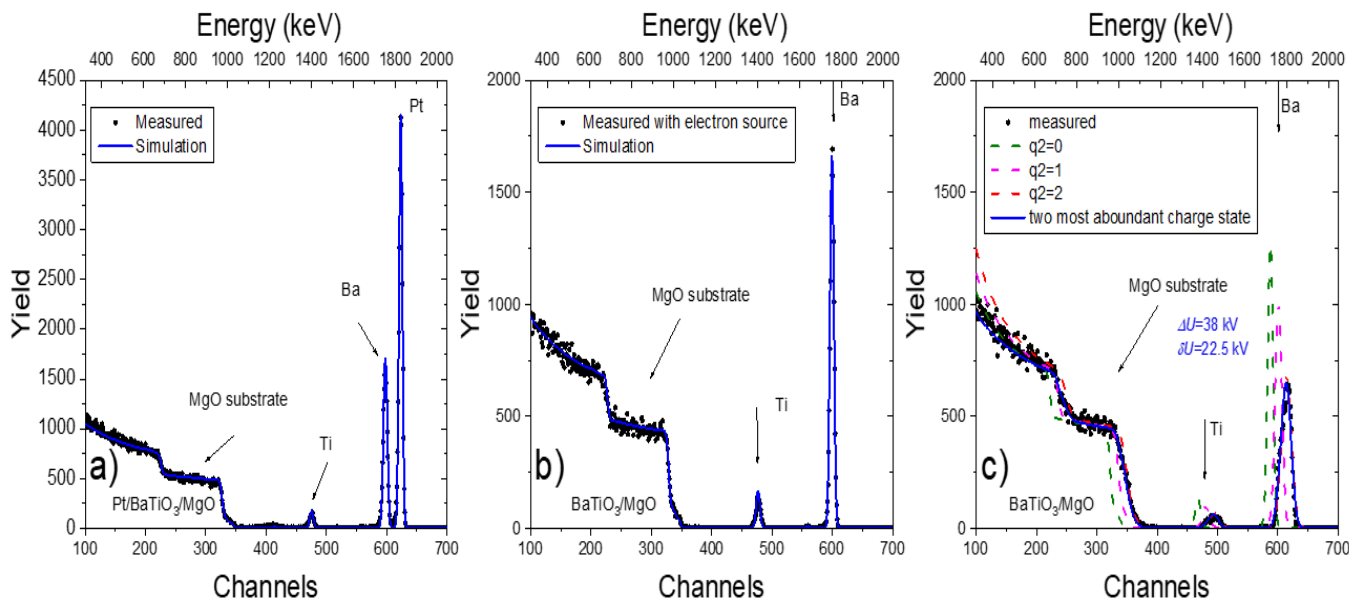 Energy (keV)
400 600 800 1000 1200 1400 1600 1800 2000
4500
4000
3500
3000
2500
2000
1500
1000
500
0
Yield
Measured
Simulation
Pt
Ba
MgO substrate
Ti
a)
Pt/BaTiO3/MgO
100 200 300 400 500 600 700
Channels
Energy (keV)
400 600 800 1000 1200 1400 1600 1800 2000
2000
1500
1000
500
0
Yield
Measured with electron source
Simulation
Ba
MgO substrate
Ti
b)
BaTiO3/MgO
100 200 300 400 500 600 700
Channels
Energy (keV)
400 600 800 1000 1200 1400 1600 1800 2000
2000
1500
1000
500
0
Yield
measured
q2=0
q2=1
q2=2
two most aboundant charge state
Ba
MgO substrate
ΔU=38 kV
δU=22.5 kV
Ti
c)
BaTiO3/MgO
100 200 300 400 500 600 700
Channels